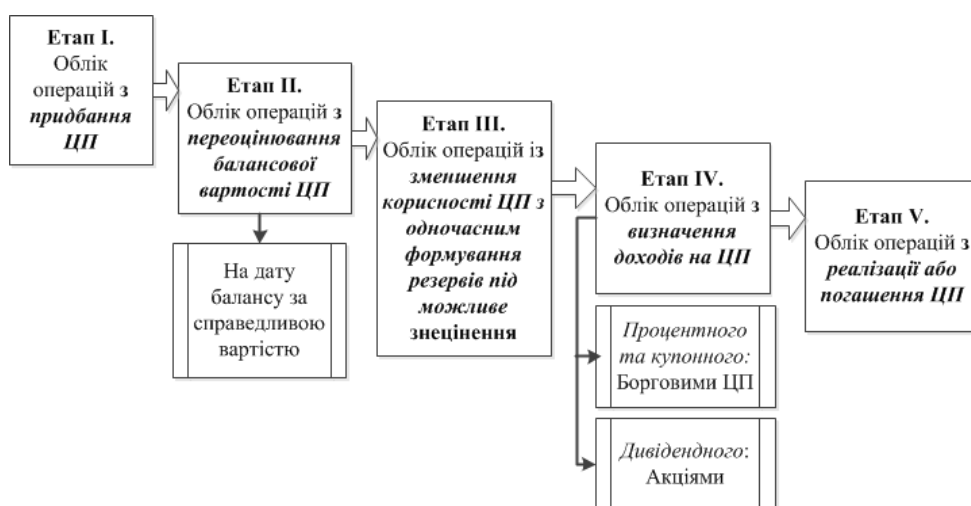 Етап I.
Облік
операцій з
придбання
ЦП
Етап II.
Облік операцій з
переоцінювання
балансової
вартості ЦП
На дату
балансу за
справедливою
вартістю
Етап III.
Облік операцій із
зменшення
корисності ЦП з
одночасним
формування
резервів під
можливе
знецінення
Етап IV.
Облік операцій з
визначення
доходів на ЦП
Процентного
та купонного:
Борговими ЦП
Дивідендного:
Акціями
Етап V.
Облік операцій з
реалізації або
погашення ЦП